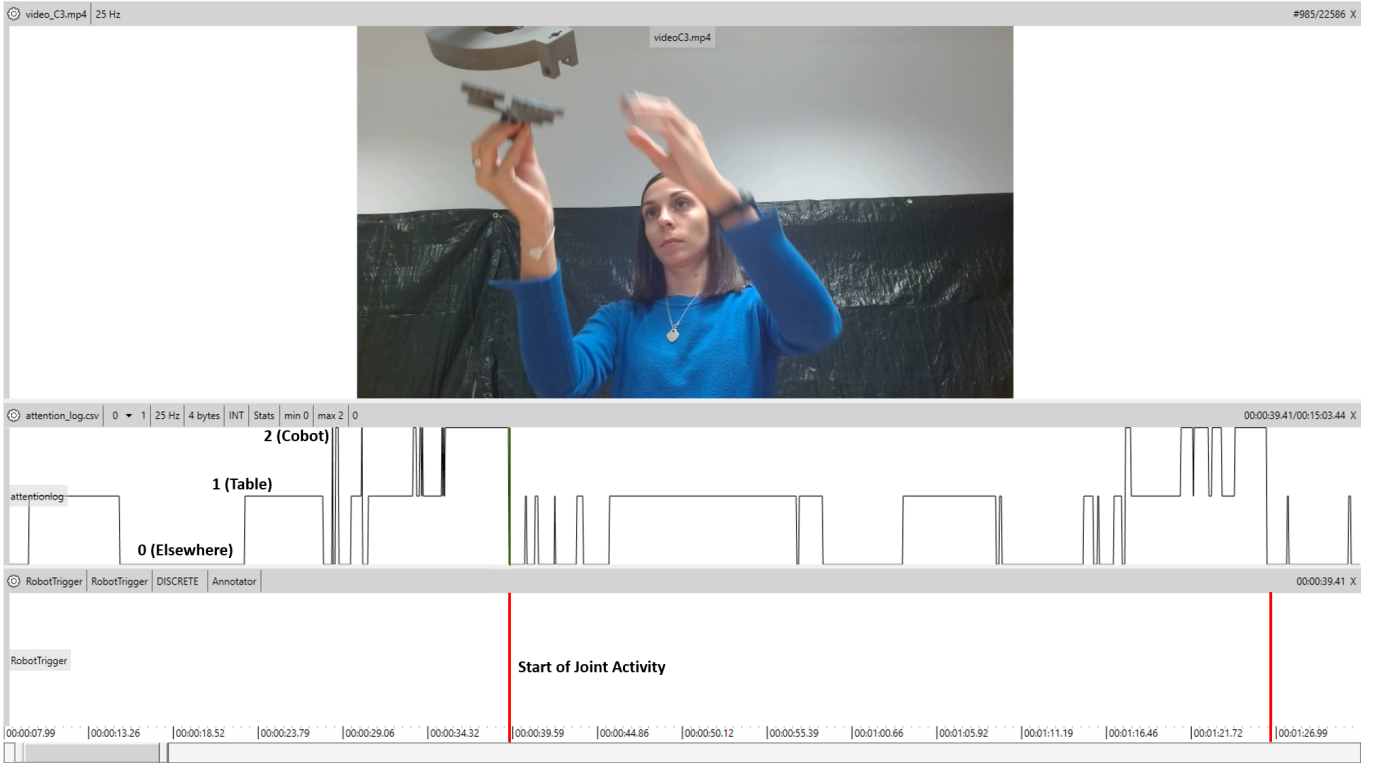 video_C3.mp4 25 Hz #985/22586 X
videoC3.mp4
attention_log.csv 0 1 25 Hz 4 bytes INT Stats min 0 max 2 0 00:00:39.41/00:15:03.44 X
2 (Cobot)
1 (Table)
attentionlog
0 (Elsewhere)
RobotTrigger RobotTrigger DISCRETE Annotator 00:00:39.41 X
RobotTrigger
Start of Joint Activity
00:00:07.99 00:00:13.26 00:00:18.52 00:00:23.79 00:00:29.06 00:00:34.32 00:00:39.59 00:00:44.86 00:00:50.12 00:00:55.39 00:01:00.66 00:01:05.92 00:01:11.19 00:01:16.46 00:01:21.72 00:01:26.99